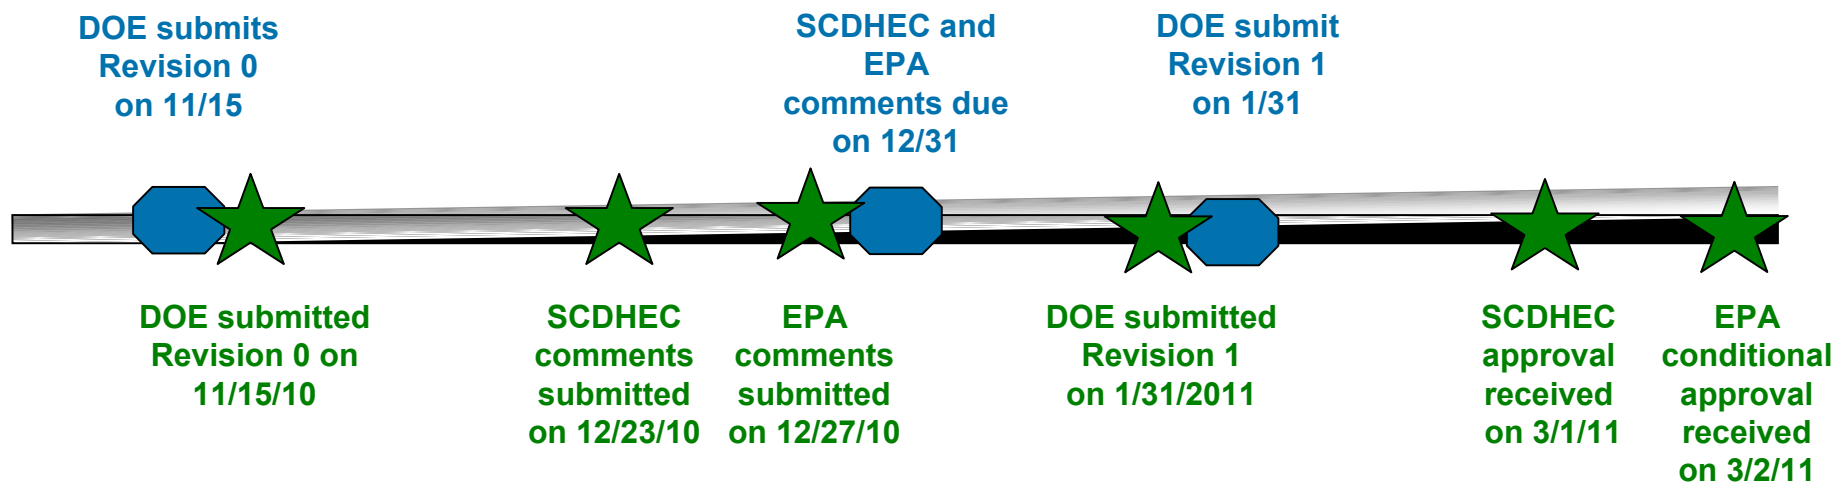 DOE submits
Revision 0
on 11/15
SCDHEC and
EPA
comments due
on 12/31
DOE submit
Revision 1
on 1/31
DOE submitted
Revision 0 on
11/15/10
SCDHEC
comments
submitted
on 12/23/10
EPA
comments
submitted
on 12/27/10
DOE submitted
Revision 1
on 1/31/2011
SCDHEC
approval
received
on 3/1/11
EPA
conditional
approval
received
on 3/2/11